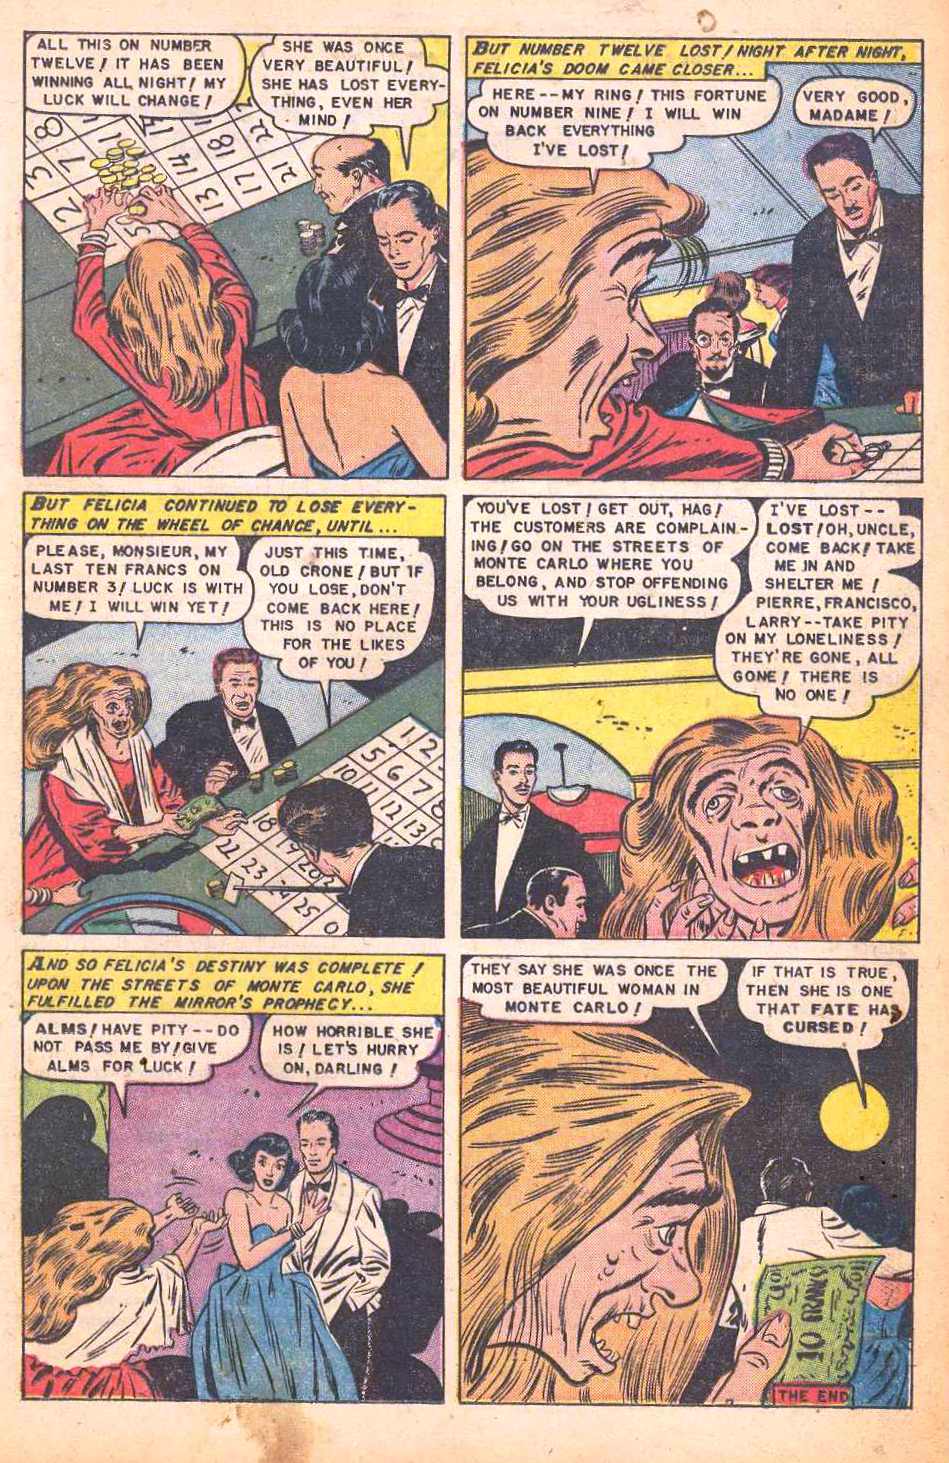 ALL THIS ON NUMBER
TWELVE! IT HAS BEEN
WINNING ALL NIGHT! MY
LUCK WILL CHANGE!
SHE WAS ONCE
VERY BEAUTIFUL!
SHE HAS LOST EVERY-
THING, EVEN HER
MIND!
BUT NUMBER TWELVE LOST! NIGHT AFTER NIGHT,
FELICIA'S DOOM CAME CLOSER...
HERE--MY RING! THIS FORTUNE
ON NUMBER NINE! I WILL WIN
BACK EVERYTHING
I'VE LOST!
VERY GOOD,
MADAME!
BUT FELICIA CONTINUED TO LOSE EVERY-
THING ON THE WHEEL OF CHANCE, UNTIL...
PLEASE, MONSIEUR, MY
LAST TEN FRANCS ON
NUMBER 3! LUCK IS WITH
ME! I WILL WIN YET!
JUST THIS TIME,
OLD CRONE! BUT IF
YOU LOSE, DON'T
COME BACK HERE!
THIS IS NO PLACE
FOR THE LIKES
OF YOU!
YOU'VE LOST! GET OUT, HAG!
THE CUSTOMERS ARE COMPLAIN-
ING! GO ON THE STREETS OF
MONTE CARLO WHERE YOU
BELONG, AND STOP OFFENDING
US WITH YOUR UGLINESS!
I'VE LOST--
LOST! OH, UNCLE,
COME BACK! TAKE
ME IN AND
SHELTER ME!
PIERRE, FRANCISCO,
LARRY--TAKE PITY
ON MY LONELINESS!
THEY'RE GONE, ALL
GONE! THERE IS
NO ONE!
AND SO FELICIA'S DESTINY WAS COMPLETE!
UPON THE STREETS OF MONTE CARLO, SHE
FULFILLED THE MIRROR'S PROPHECY...
ALMS! HAVE PITY--DO
NOT PASS ME BY! GIVE
ALMS FOR LUCK!
HOW HORRIBLE SHE
IS! LET'S HURRY
ON, DARLING!
THEY SAY SHE WAS ONCE THE
MOST BEAUTIFUL WOMAN IN
MONTE CARLO!
IF THAT IS TRUE,
THEN SHE IS ONE
THAT FATE HAS
CURSED!
10 FRANKS
THE END